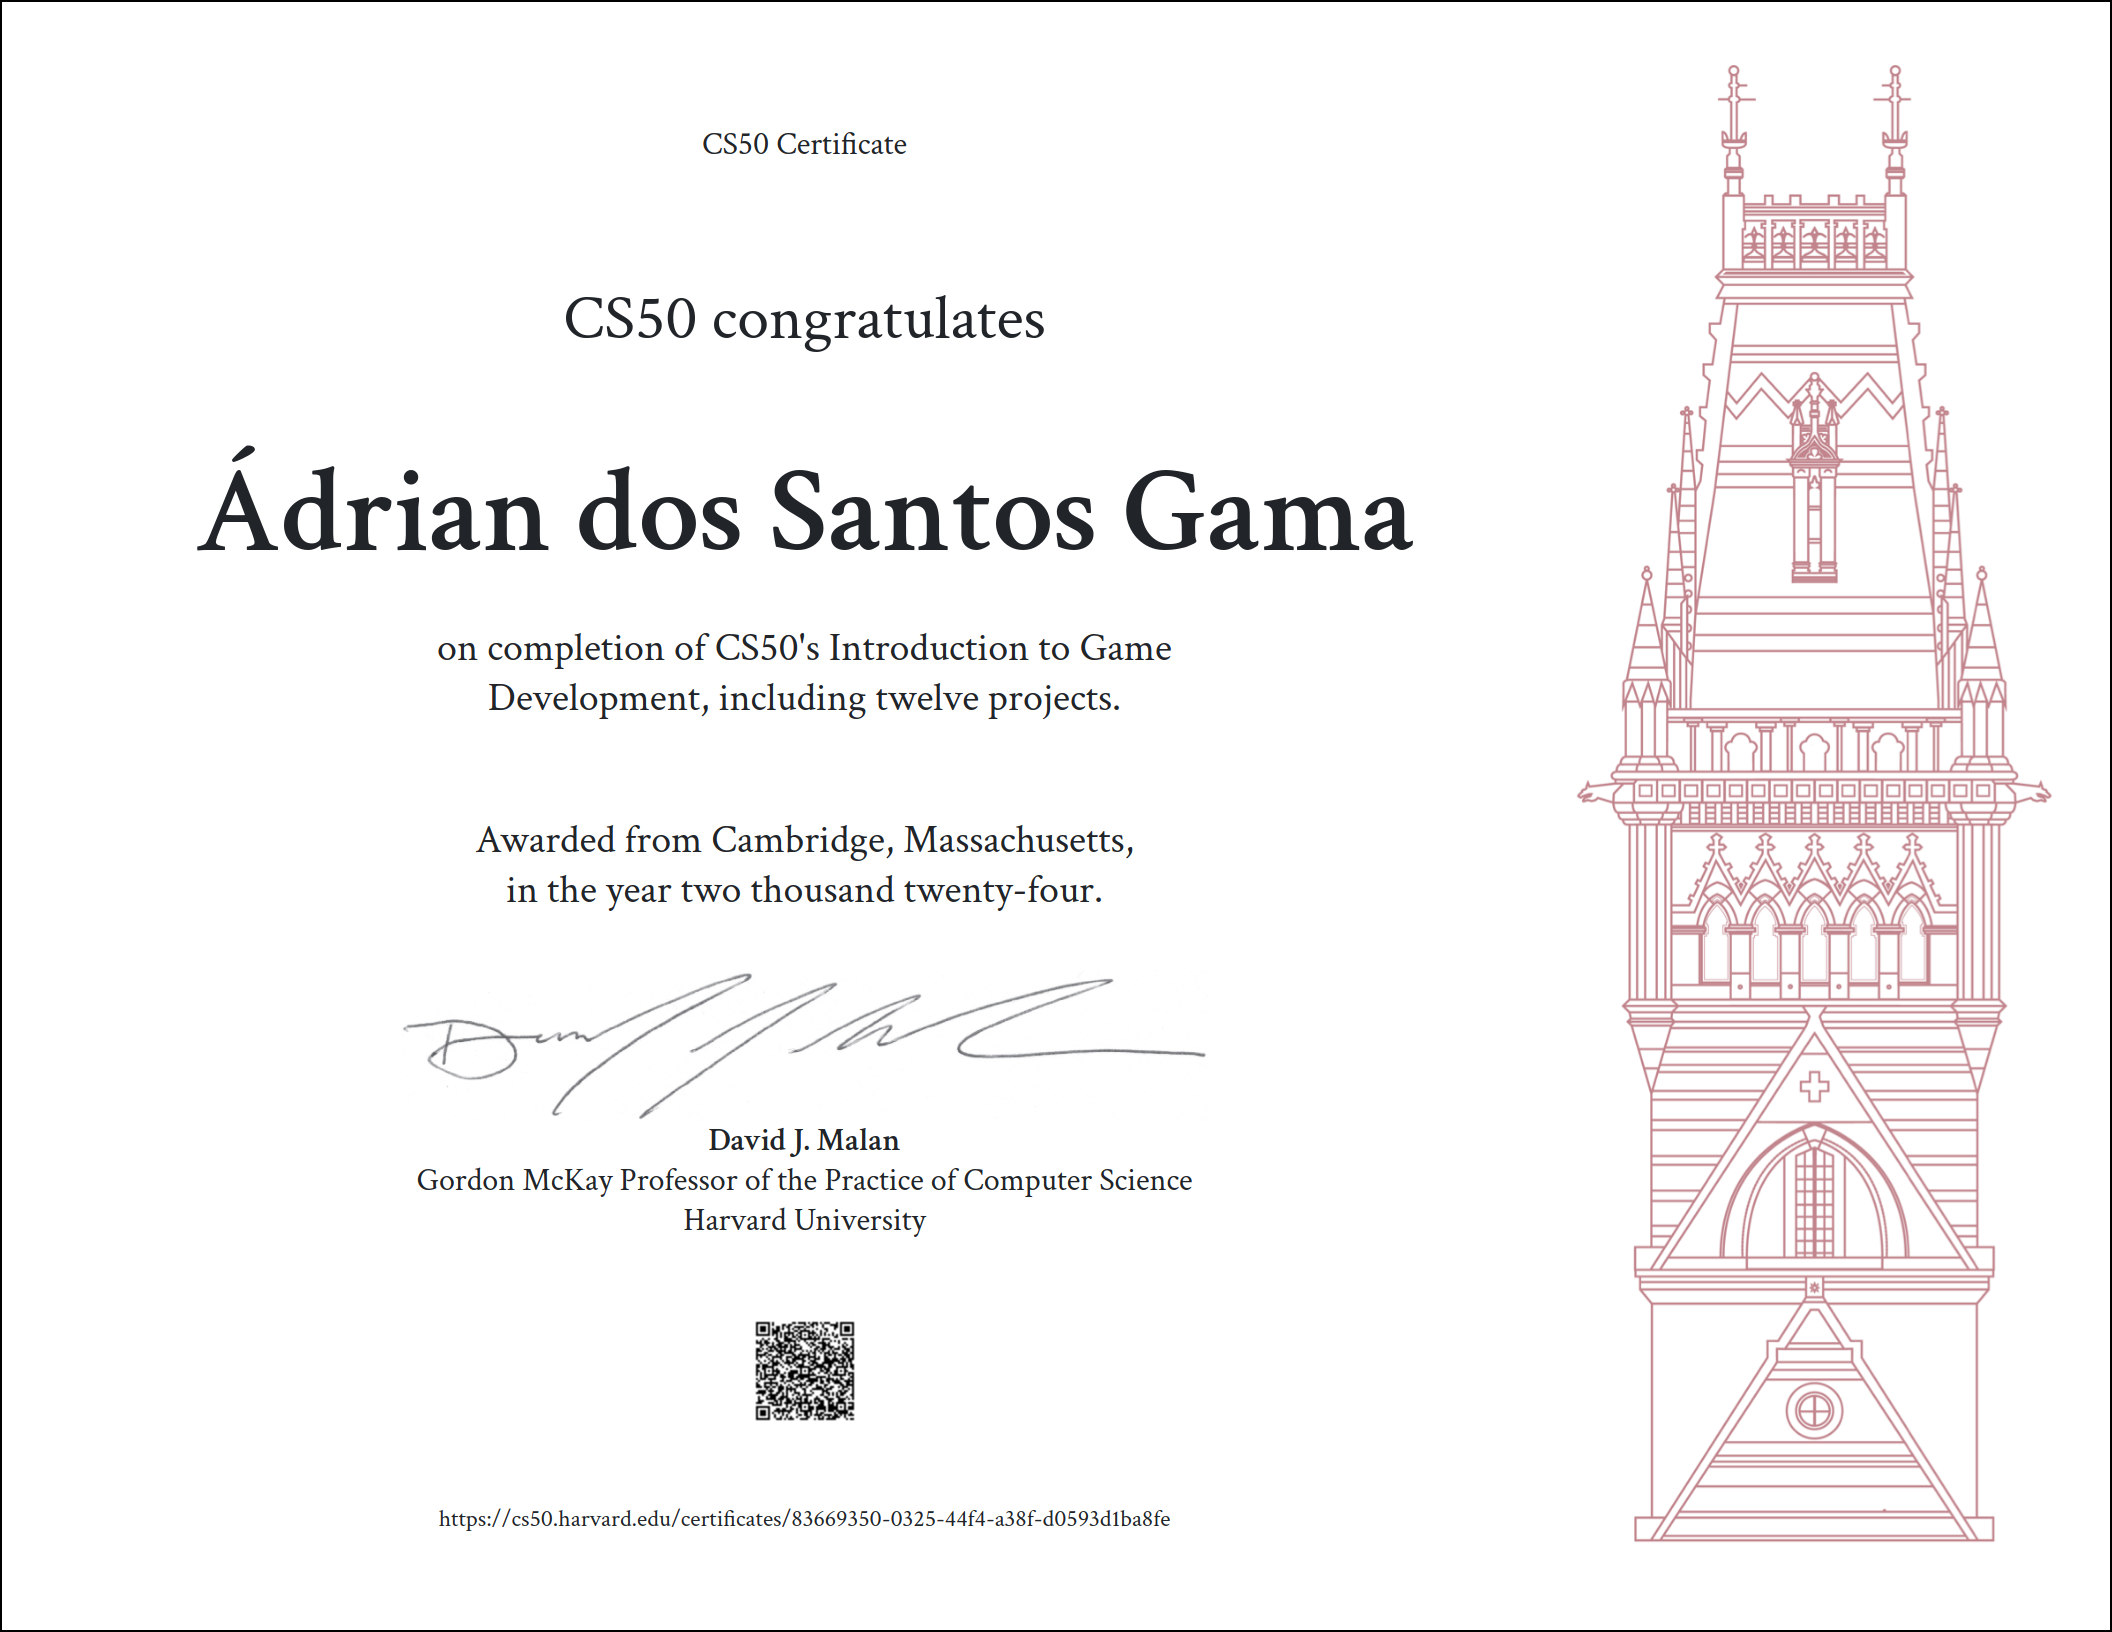 CS50 Certificate
CS50 congratulates
Ádrian dos Santos Gama
on completion of CS50's Introduction to Game
Development, including twelve projects.
Awarded from Cambridge, Massachusetts,
in the year two thousand twenty-four.
David J. Malan
Gordon McKay Professor of the Practice of Computer Science
Harvard University
https://cs50.harvard.edu/certificates/83669350-0325-44f4-a38f-d0593d1ba8fe